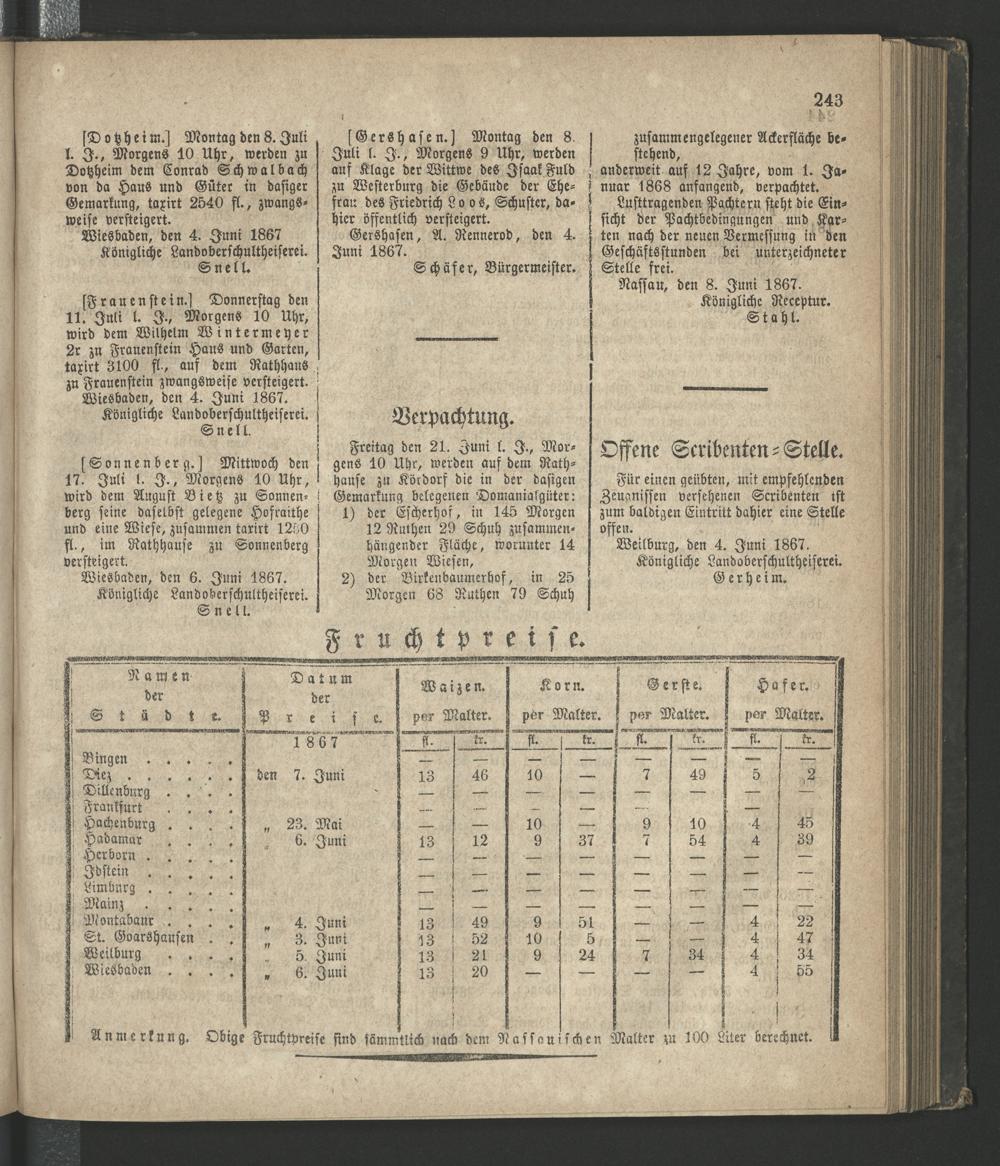 243
[Dotzheim.] Montag den 8. Juli
l. J., Morgens 10 Uhr, werden zu
Dotzheim dem Conrad Schwalbach
von da Haus und Güter in dasiger
Gemarkung, taxirt 2540 fl., zwangs-
weise versteigert.
Wiesbaden, den 4. Juni 1867
Königliche Landoberschultheiserei.
Snell.
[Frauenstein.] Donnerstag den
11. Juli l. J., Morgens 10 Uhr,
wird dem Wilhelm Wintermeyer
2r zu Frauenstein Haus und Garten,
taxirt 3100 fl., auf dem Rathhaus
zu Frauenstein zwangsweise versteigert.
Wiesbaden, den 4. Juni 1867.
Königliche Landoberschultheiserei.
Snell.
[Sonnenberg.] Mittwoch den
17. Juli l. J., Morgens 10 Uhr,
wird dem August Bietz zu Sonnen-
berg seine daselbst gelegene Hofraithe
und eine Wiese, zusammen taxirt 1250
fl., im Rathhause zu Sonnenberg
versteigert.
Wiesbaden, den 6. Juni 1867.
Königliche Landoberschultheiserei.
Snell.
[Gershasen.] Montag den 8.
Juli l. J., Morgens 9 Uhr, werden
auf Klage der Wittwe des Isaak Fuld
zu Westerburg die Gebäude der Ehe-
frau des Friedrich Loos, Schuster, da-
hier öffentlich versteigert.
Gershasen, A. Rennerod, den 4.
Juni 1867.
Schäfer, Bürgermeister.
Verpachtung.
Freitag den 21. Juni l. J., Mor-
gens 10 Uhr, werden auf dem Rath-
hause zu Kördorf die in der dasigen
Gemarkung belegenen Domanialgüter:
1) der Escherhof, in 145 Morgen
12 Ruthen 29 Schuh zusammen-
hängender Fläche, worunter 14
Morgen Wiesen,
2) der Birkenbaumerhof, in 25
Morgen 68 Ruthen 79 Schuh
zusammengelegener Ackerfläche be-
stehend,
anderweit auf 12 Jahre, vom 1. Ja-
nuar 1868 anfangend, verpachtet.
Lusttragenden Pachtern steht die Ein-
sicht der Pachtbedingungen und Kar-
ten nach der neuen Vermessung in den
Geschäftsstunden bei unterzeichneter
Stelle frei.
Nassau, den 8. Juni 1867.
Königliche Receptur.
Stahl.
Offene Scribenten-Stelle.
Für einen geübten, mit empfehlenden
Zeugnissen versehenen Scribenten ist
zum baldigen Eintritt dahier eine Stelle
offen.
Weilburg, den 4. Juni 1867.
Königliche Landoberschultheiserei.
Gerheim.
Fruchtpreise.
Namen der Städte. Datum der Preise. Waizen. per Malter. Korn. per Malter. Gerste. per Malter. Hafer. per Malter.
1867 fl. kr. fl. kr. fl. kr. fl. kr.
Bingen . . . . . — — — — — — — —
Diez . . . . . . den 7. Juni 13 46 10 — 7 49 5 2
Dillenburg . . . . — — — — — — — —
Frankfurt . . . . — — — — — — —
Hachenburg . . . . „ 23. Mai — — 10 — 9 10 4 45
Hadamar . . . . „ 6. Juni 13 12 9 37 7 54 4 39
Herborn . . . . . — — — — — — — —
Idstein . . . . . — — — — — — — —
Limburg . . . . . — — — — — — — —
Mainz . . . . . — — — — — — — —
Montabaur . . . . „ 4. Juni 13 49 9 51 — — 4 22
St. Goarshausen . . „ 3. Juni 13 52 10 5 — — 4 47
Weilburg . . . . „ 5. Juni 13 21 9 24 7 34 4 34
Wiesbaden . . . . „ 6. Juni 13 20 — — — — 4 55
Anmerkung. Obige Fruchtpreise sind sämmtlich nach dem Nassauischen Malter zu 100 Liter berechnet.